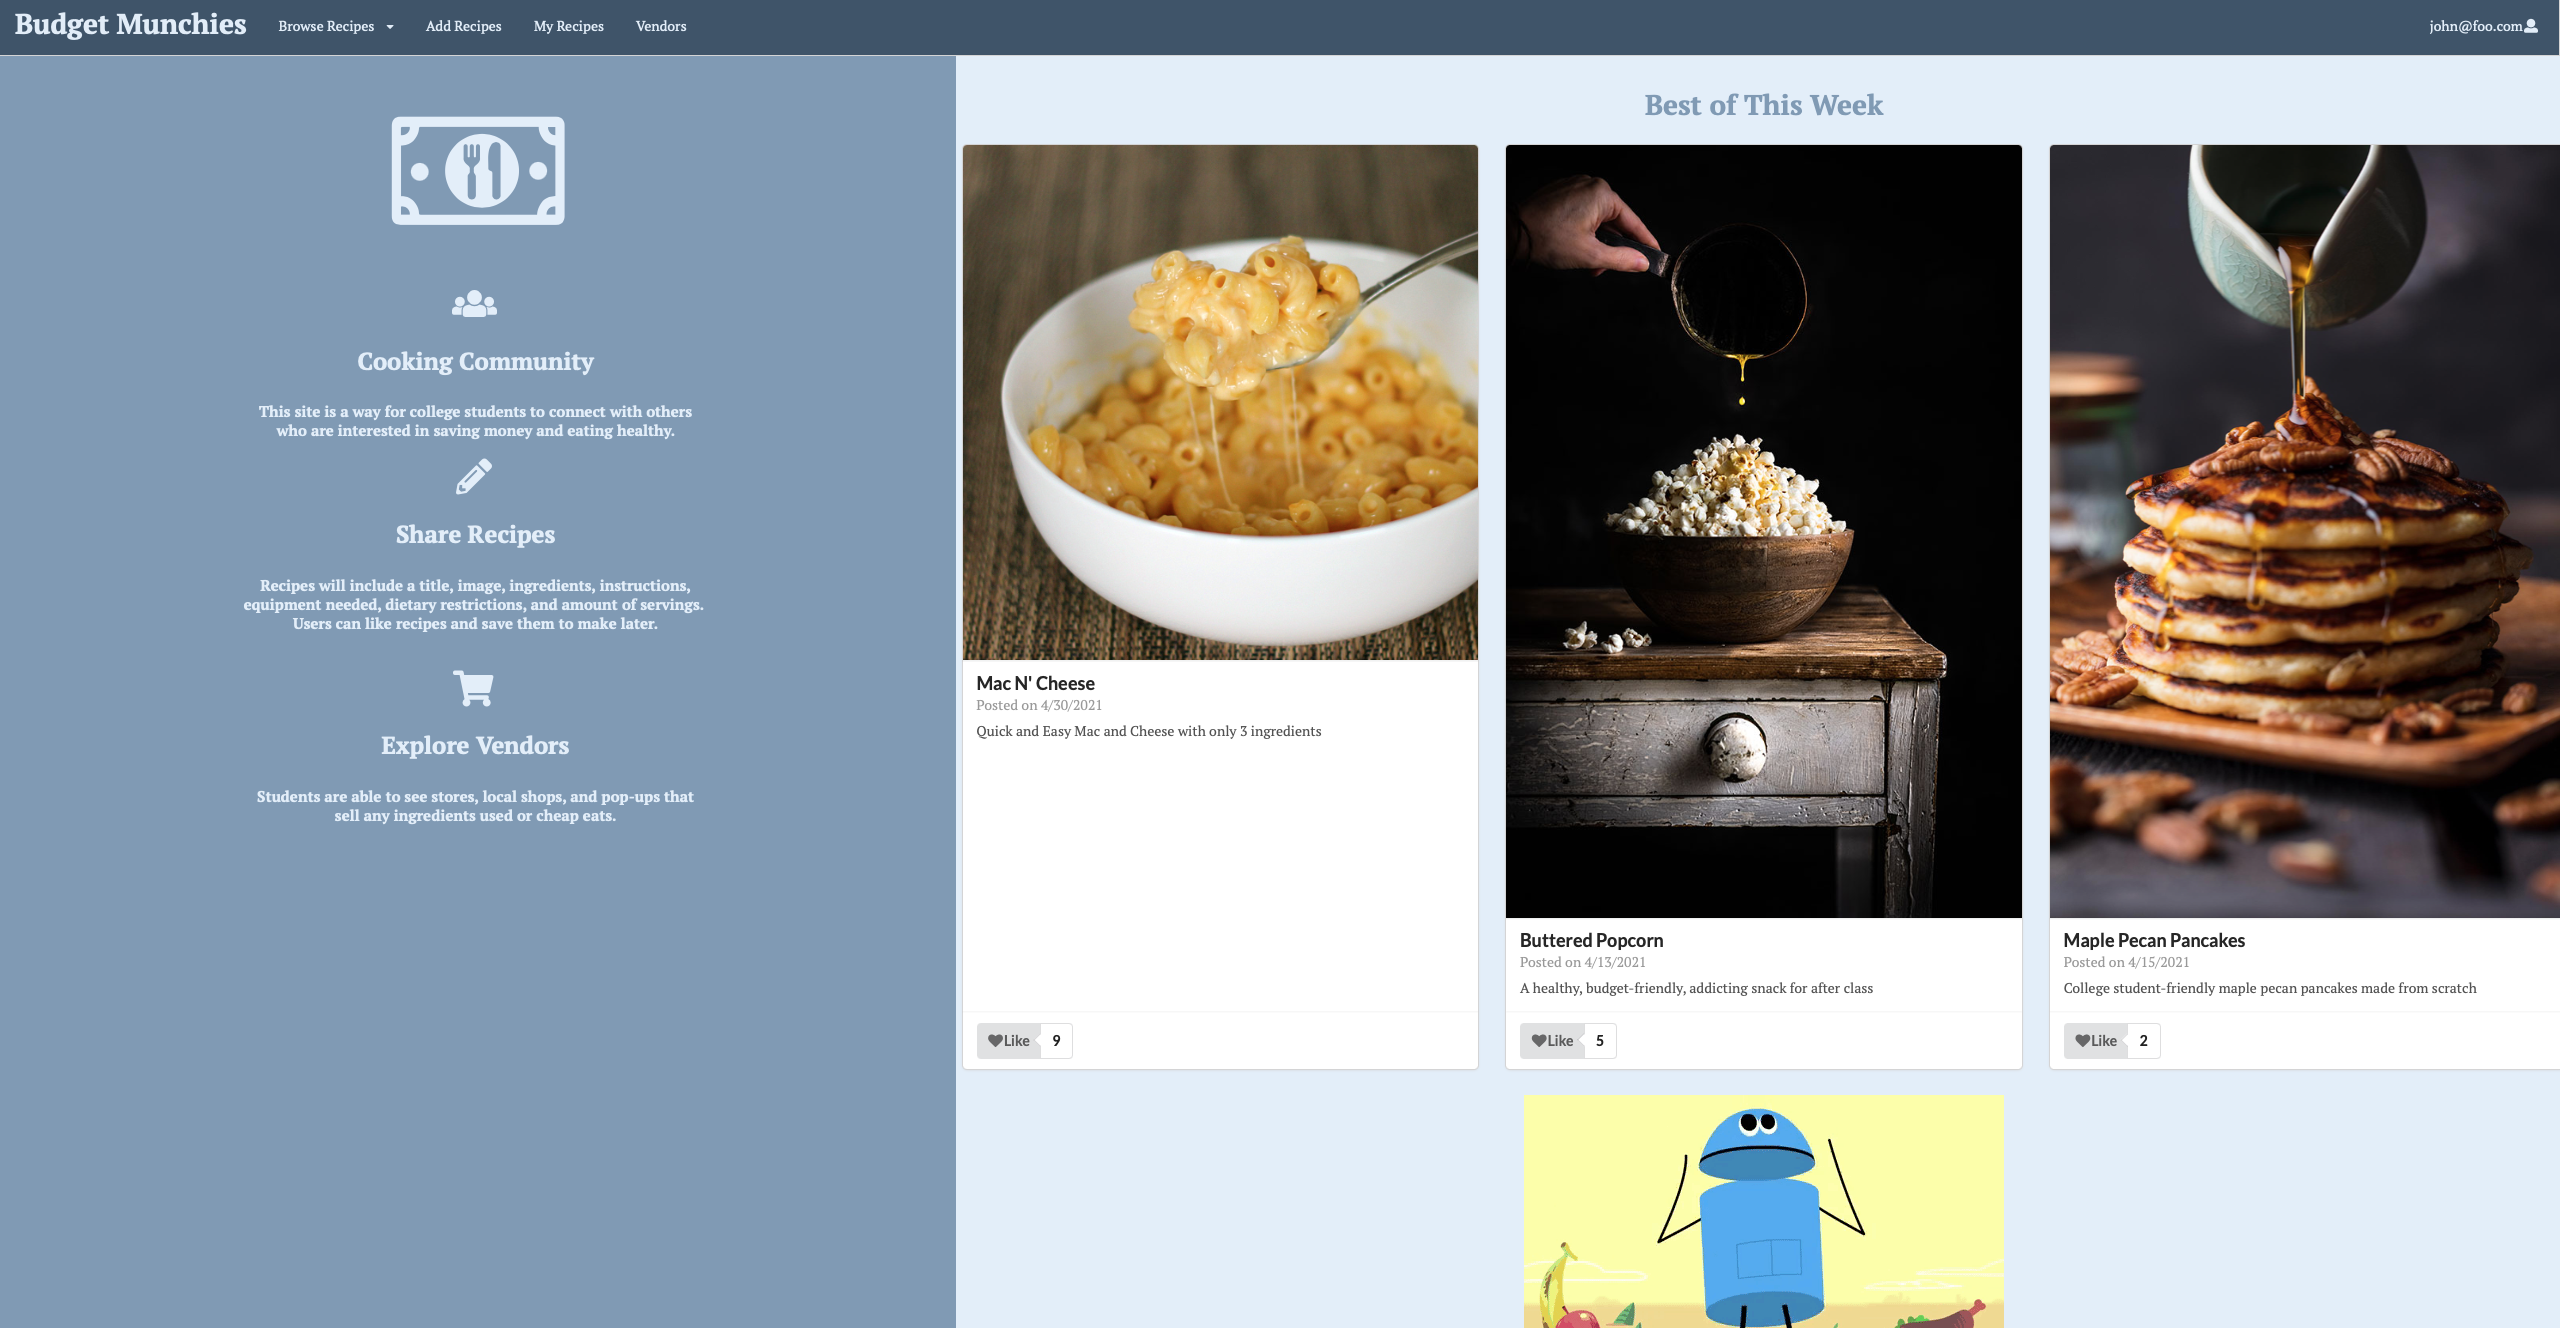 Budget Munchies
Browse Recipes
Add Recipes
My Recipes
Vendors
john@foo.com
Cooking Community
This site is a way for college students to connect with others
who are interested in saving money and eating healthy.
Share Recipes
Recipes will include a title, image, ingredients, instructions,
equipment needed, dietary restrictions, and amount of servings.
Users can like recipes and save them to make later.
Explore Vendors
Students are able to see stores, local shops, and pop-ups that
sell any ingredients used or cheap eats.
Best of This Week
Mac N' Cheese
Posted on 4/30/2021
Quick and Easy Mac and Cheese with only 3 ingredients
Like 9
Buttered Popcorn
Posted on 4/13/2021
A healthy, budget-friendly, addicting snack for after class
Like 5
Maple Pecan Pancakes
Posted on 4/15/2021
College student-friendly maple pecan pancakes made from scratch
Like 2